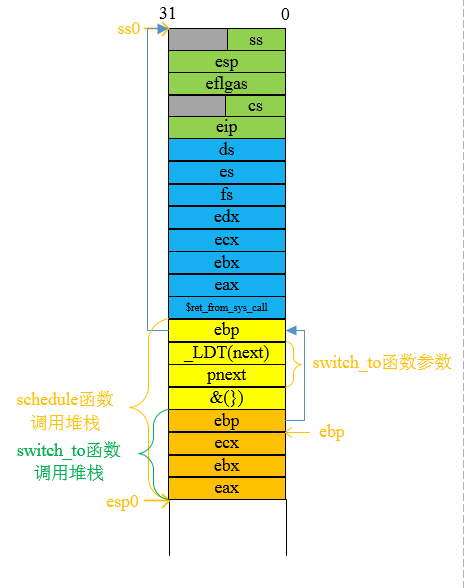 31 0
ss0
ss
esp
eflgas
cs
eip
ds
es
fs
edx
ecx
ebx
eax
$ret_from_sys_call
ebp
_LDT(next)
pnext
switch_to函数参数
&(})
schedule函数
调用堆栈
ebp
ebp
switch_to函数
调用堆栈
ecx
ebx
eax
esp0